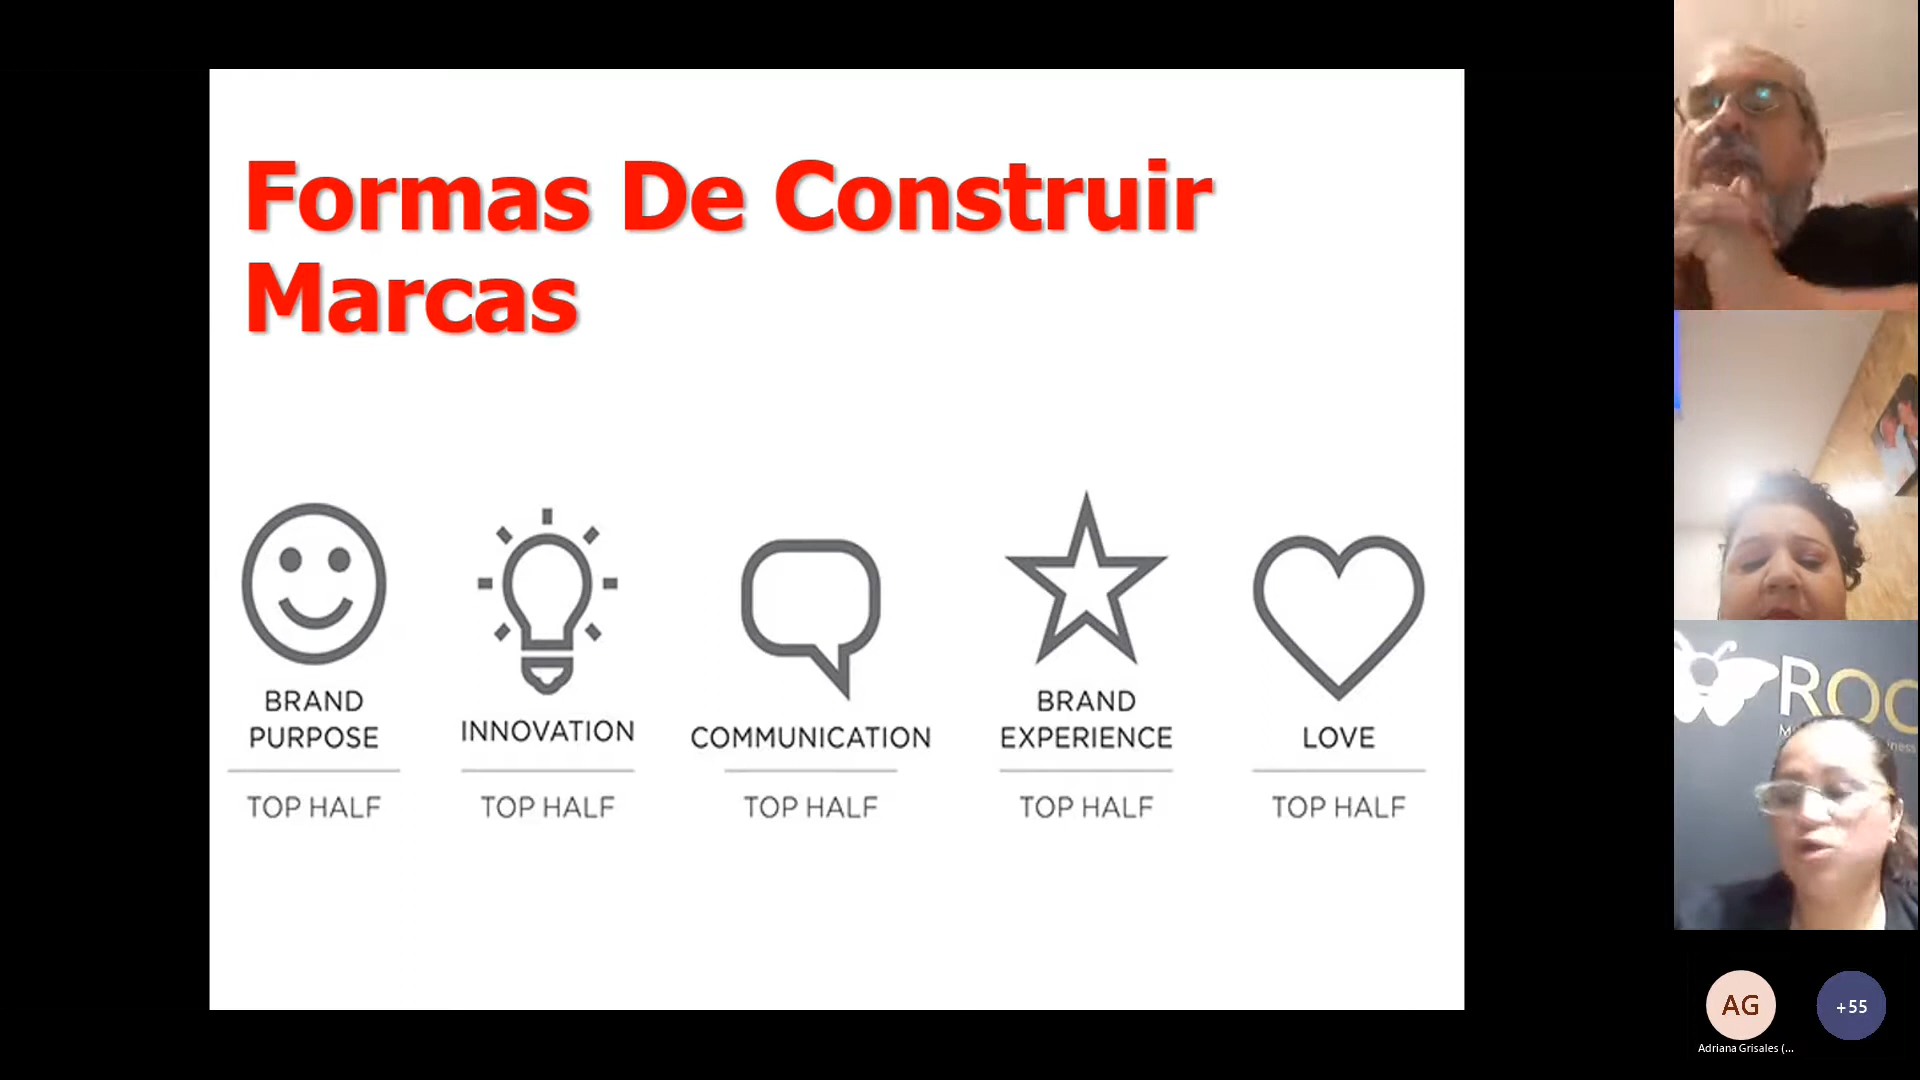 Formas De Construir
Marcas
BRAND
PURPOSE
INNOVATION
COMMUNICATION
BRAND
EXPERIENCE
LOVE
TOP HALF
TOP HALF
TOP HALF
TOP HALF
TOP HALF
ROC
AG
+55
Adriana Grisales (...